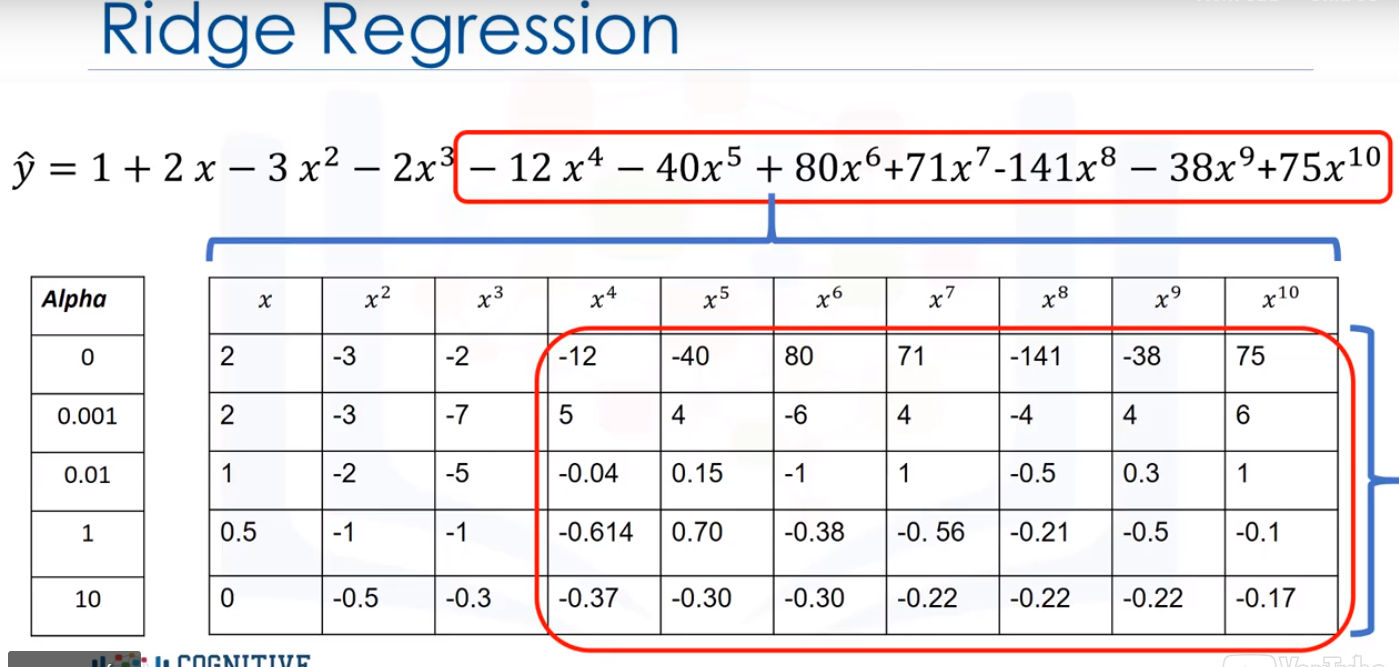 Ridge Regression
ŷ = 1 + 2 x − 3 x² − 2x³ − 12 x⁴ − 40x⁵ + 80x⁶+71x⁷-141x⁸ − 38x⁹+75x¹⁰
Alpha x x² x³ x⁴ x⁵ x⁶ x⁷ x⁸ x⁹ x¹⁰
0 2 -3 -2 -12 -40 80 71 -141 -38 75
0.001 2 -3 -7 5 4 -6 4 -4 4 6
0.01 1 -2 -5 -0.04 0.15 -1 1 -0.5 0.3 1
1 0.5 -1 -1 -0.614 0.70 -0.38 -0. 56 -0.21 -0.5 -0.1
10 0 -0.5 -0.3 -0.37 -0.30 -0.30 -0.22 -0.22 -0.22 -0.17
COGNITIVE
YouTube